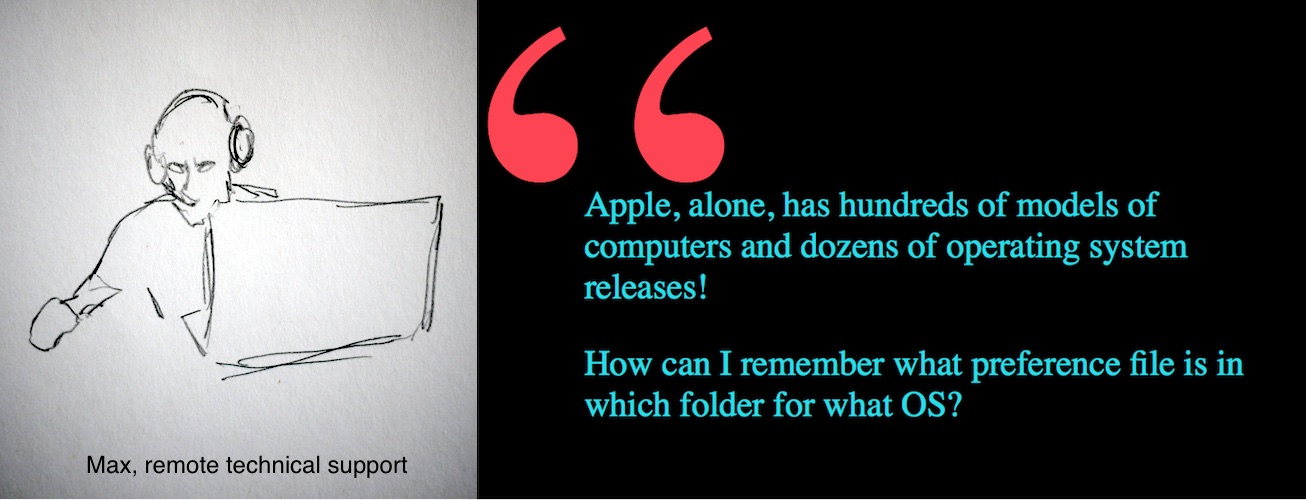 Max, remote technical support
Apple, alone, has hundreds of models of
computers and dozens of operating system
releases!
How can I remember what preference file is in
which folder for what OS?